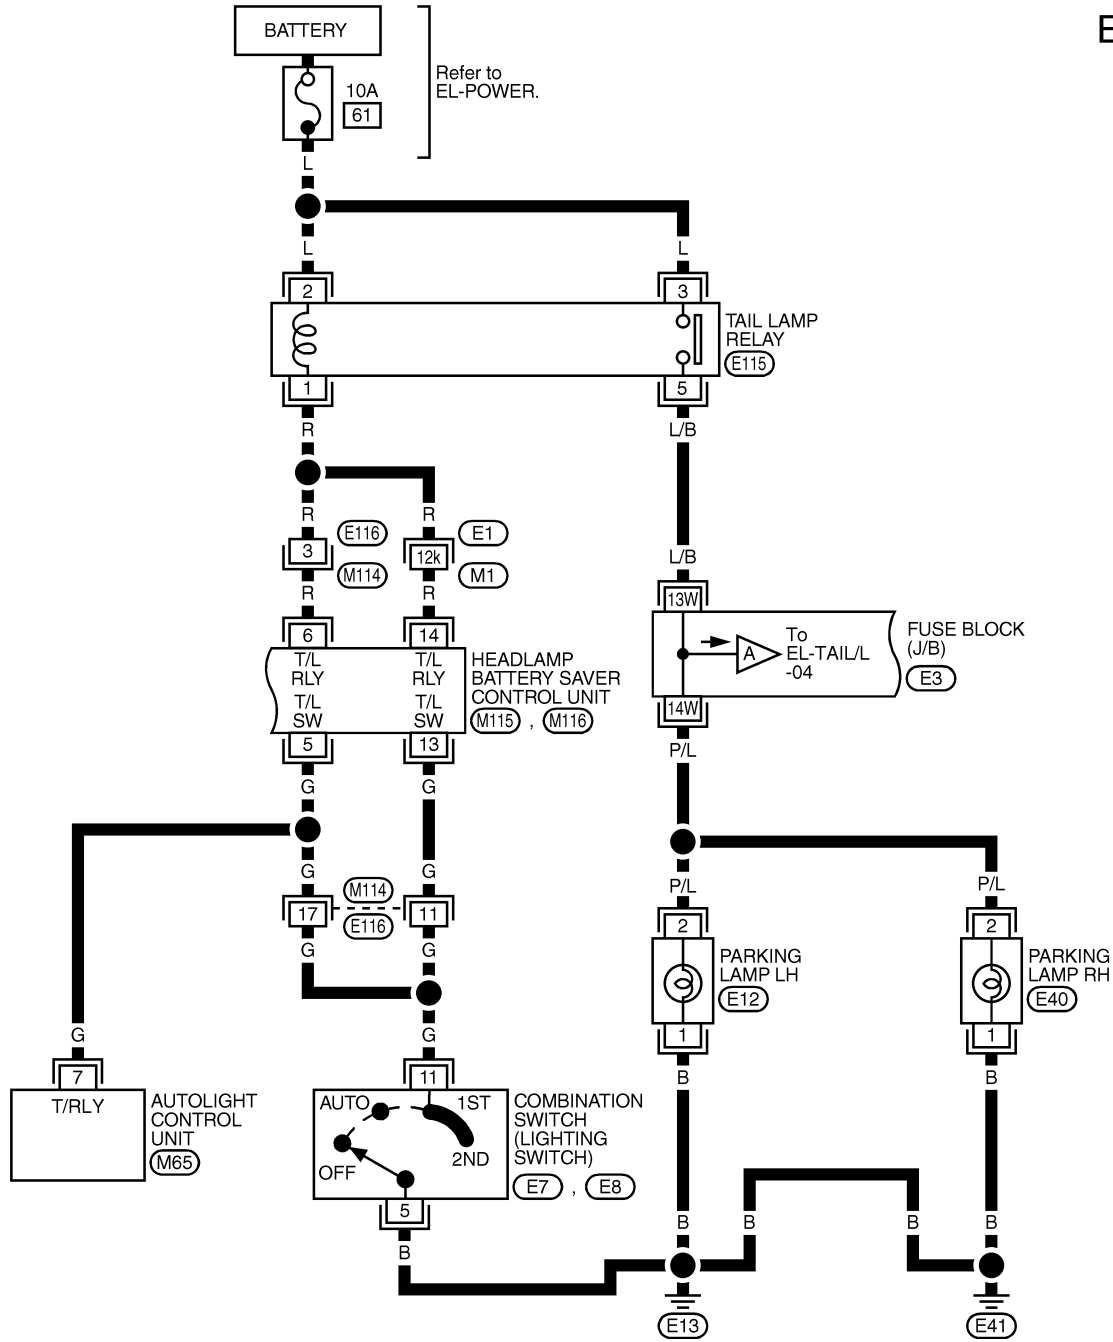 E
BATTERY
10A
61
Refer to
EL-POWER.
L
L
L
2
3
TAIL LAMP
RELAY
E115
1
5
R
L/B
R
R
E116
E1
3
12k
M114
M1
L/B
R
R
13W
6
14
T/L
RLY
T/L
SW
T/L
RLY
T/L
SW
HEADLAMP
BATTERY SAVER
CONTROL UNIT
M115 , M116
A
To
EL-TAIL/L
-04
FUSE BLOCK
(J/B)
E3
14W
5
13
P/L
G
G
G
P/L
P/L
M114
17
11
E116
2
2
G
G
PARKING
LAMP LH
E12
PARKING
LAMP RH
E40
G
G
1
1
7
11
B
B
T/RLY
AUTOLIGHT
CONTROL
UNIT
M65
AUTO
1ST
OFF
2ND
COMBINATION
SWITCH
(LIGHTING
SWITCH)
E7 , E8
5
B
B
B
B
B
E13
E41